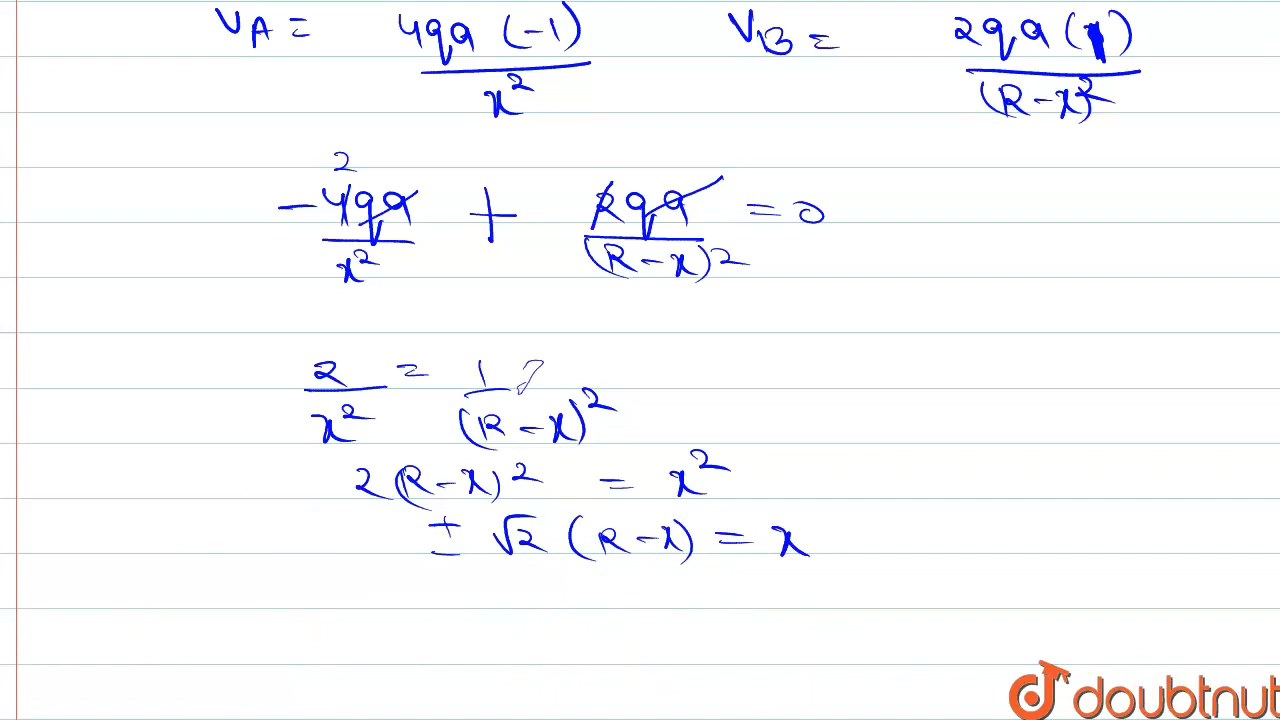 V_A = 4qa (-1) / x²    V_B = 2qa (1) / (R-x)²
2
-4qa / x² + 2qa / (R-x)² = 0
2 / x² = 1 / (R-x)²
2 (R-x)² = x²
± √2 (R-x) = x
doubtnut